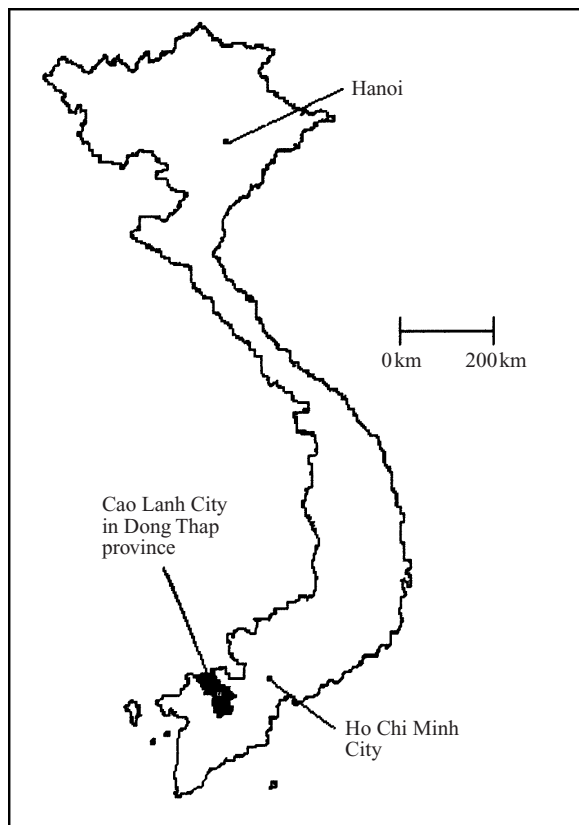 Hanoi
0 km 200 km
Cao Lanh City
in Dong Thap
province
Ho Chi Minh
City